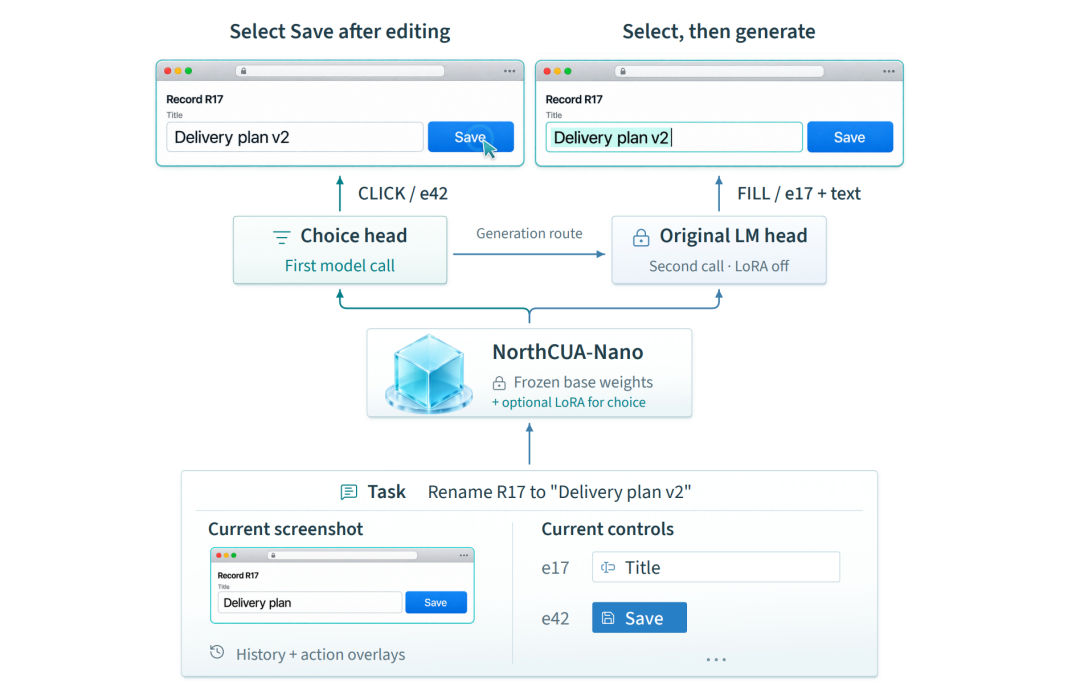 Select Save after editing
Select, then generate
Record R17
Title
Delivery plan v2
Save
Record R17
Title
Delivery plan v2
Save
CLICK / e42
FILL / e17 + text
Choice head
First model call
Generation route
Original LM head
Second call · LoRA off
NorthCUA-Nano
Frozen base weights
+ optional LoRA for choice
Task Rename R17 to "Delivery plan v2"
Current screenshot
Record R17
Title
Delivery plan
Save
History + action overlays
Current controls
e17 Title
e42 Save
...